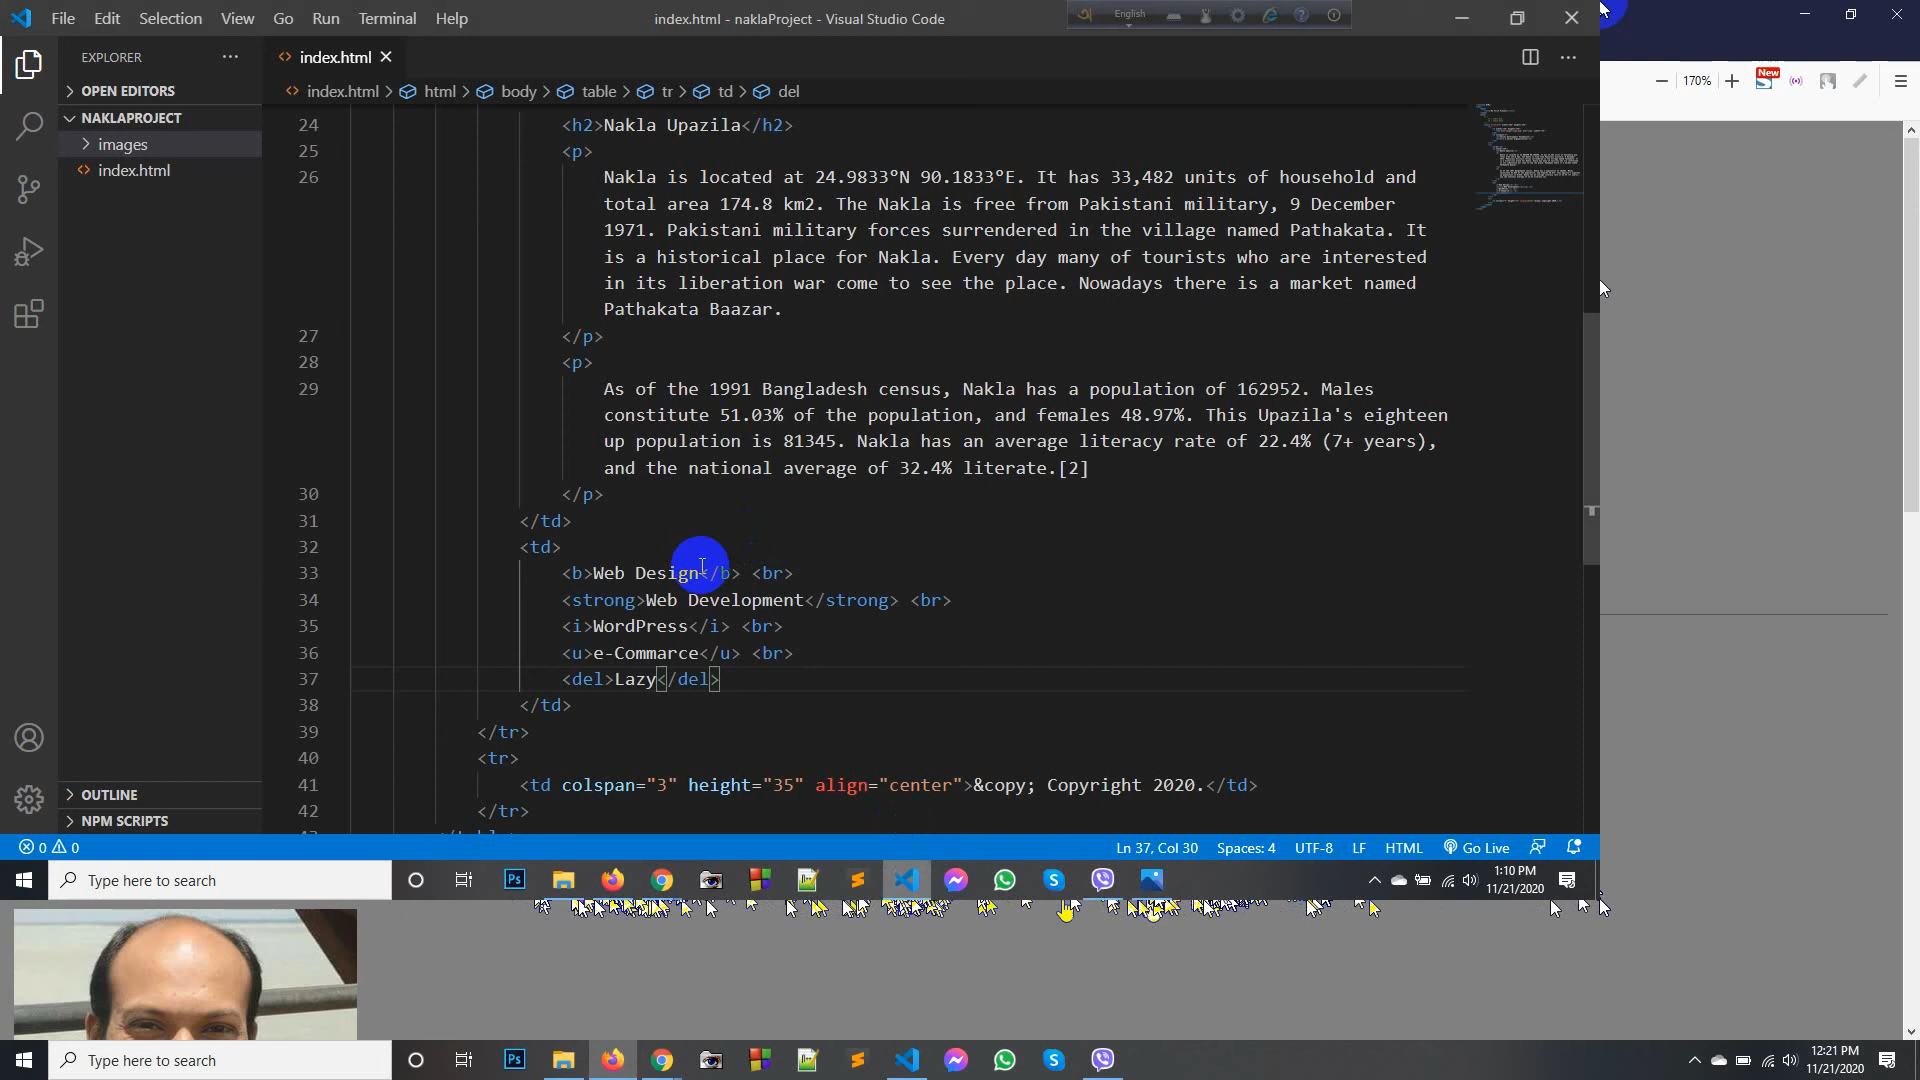 File Edit Selection View Go Run Terminal Help
index.html - naklaProject - Visual Studio Code
English
EXPLORER
index.html
170%
New
OPEN EDITORS
index.html > html > body > table > tr > td > del
NAKLAPROJECT
images
index.html
24 <h2>Nakla Upazila</h2>
25 <p>
26 Nakla is located at 24.9833°N 90.1833°E. It has 33,482 units of household and
total area 174.8 km2. The Nakla is free from Pakistani military, 9 December
1971. Pakistani military forces surrendered in the village named Pathakata. It
is a historical place for Nakla. Every day many of tourists who are interested
in its liberation war come to see the place. Nowadays there is a market named
Pathakata Baazar.
27 </p>
28 <p>
29 As of the 1991 Bangladesh census, Nakla has a population of 162952. Males
constitute 51.03% of the population, and females 48.97%. This Upazila's eighteen
up population is 81345. Nakla has an average literacy rate of 22.4% (7+ years),
and the national average of 32.4% literate.[2]
30 </p>
31 </td>
32 <td>
33 <b>Web Design</b> <br>
34 <strong>Web Development</strong> <br>
35 <i>WordPress</i> <br>
36 <u>e-Commarce</u> <br>
37 <del>Lazy</del>
38 </td>
39 </tr>
40 <tr>
41 <td colspan="3" height="35" align="center">&copy; Copyright 2020.</td>
42 </tr>
OUTLINE
NPM SCRIPTS
0 0
Ln 37, Col 30 Spaces: 4 UTF-8 LF HTML Go Live
Type here to search
Ps
1:10 PM
11/21/2020
Type here to search
Ps
12:21 PM
11/21/2020